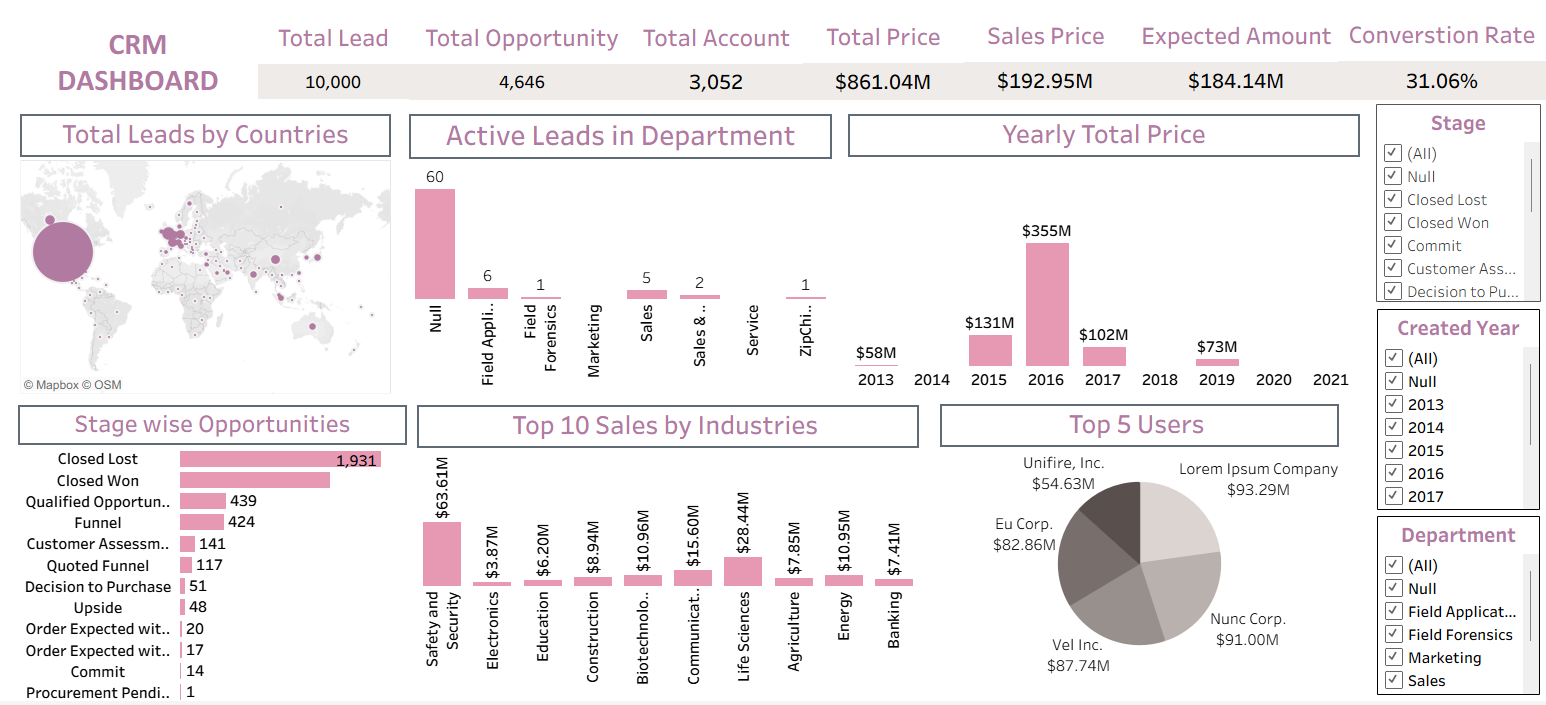 CRM
DASHBOARD
Total Lead
10,000
Total Opportunity
4,646
Total Account
3,052
Total Price
$861.04M
Sales Price
$192.95M
Expected Amount
$184.14M
Converstion Rate
31.06%
Total Leads by Countries
© Mapbox © OSM
Active Leads in Department
60
6
1
5
2
1
Null
Field Appli..
Field
Forensics
Marketing
Sales
Sales & ..
Service
ZipChi..
Yearly Total Price
$58M
$131M
$355M
$102M
$73M
2013
2014
2015
2016
2017
2018
2019
2020
2021
Stage
(All)
Null
Closed Lost
Closed Won
Commit
Customer Ass...
Decision to Pu...
Created Year
(All)
Null
2013
2014
2015
2016
2017
Department
(All)
Null
Field Applicat...
Field Forensics
Marketing
Sales
Stage wise Opportunities
Closed Lost
1,931
Closed Won
Qualified Opportun..
439
Funnel
424
Customer Assessm..
141
Quoted Funnel
117
Decision to Purchase
51
Upside
48
Order Expected wit..
20
Order Expected wit..
17
Commit
14
Procurement Pendi..
1
Top 10 Sales by Industries
$63.61M
$3.87M
$6.20M
$8.94M
$10.96M
$15.60M
$28.44M
$7.85M
$10.95M
$7.41M
Safety and
Security
Electronics
Education
Construction
Biotechnolo..
Communicat..
Life Sciences
Agriculture
Energy
Banking
Top 5 Users
Unifire, Inc.
$54.63M
Lorem Ipsum Company
$93.29M
Eu Corp.
$82.86M
Nunc Corp.
$91.00M
Vel Inc.
$87.74M